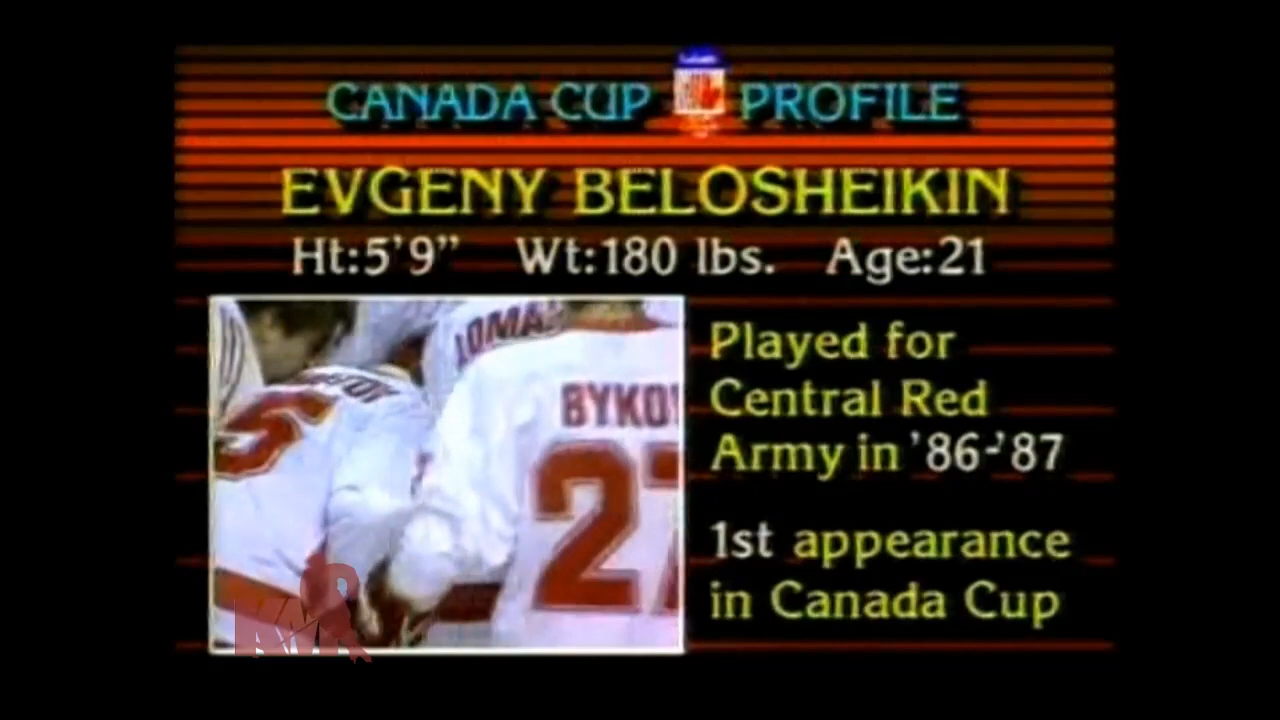 CANADA CUP PROFILE
EVGENY BELOSHEIKIN
Ht:5'9" Wt:180 lbs. Age:21
Played for
Central Red
Army in '86-'87
1st appearance
in Canada Cup
BYKO
27
5